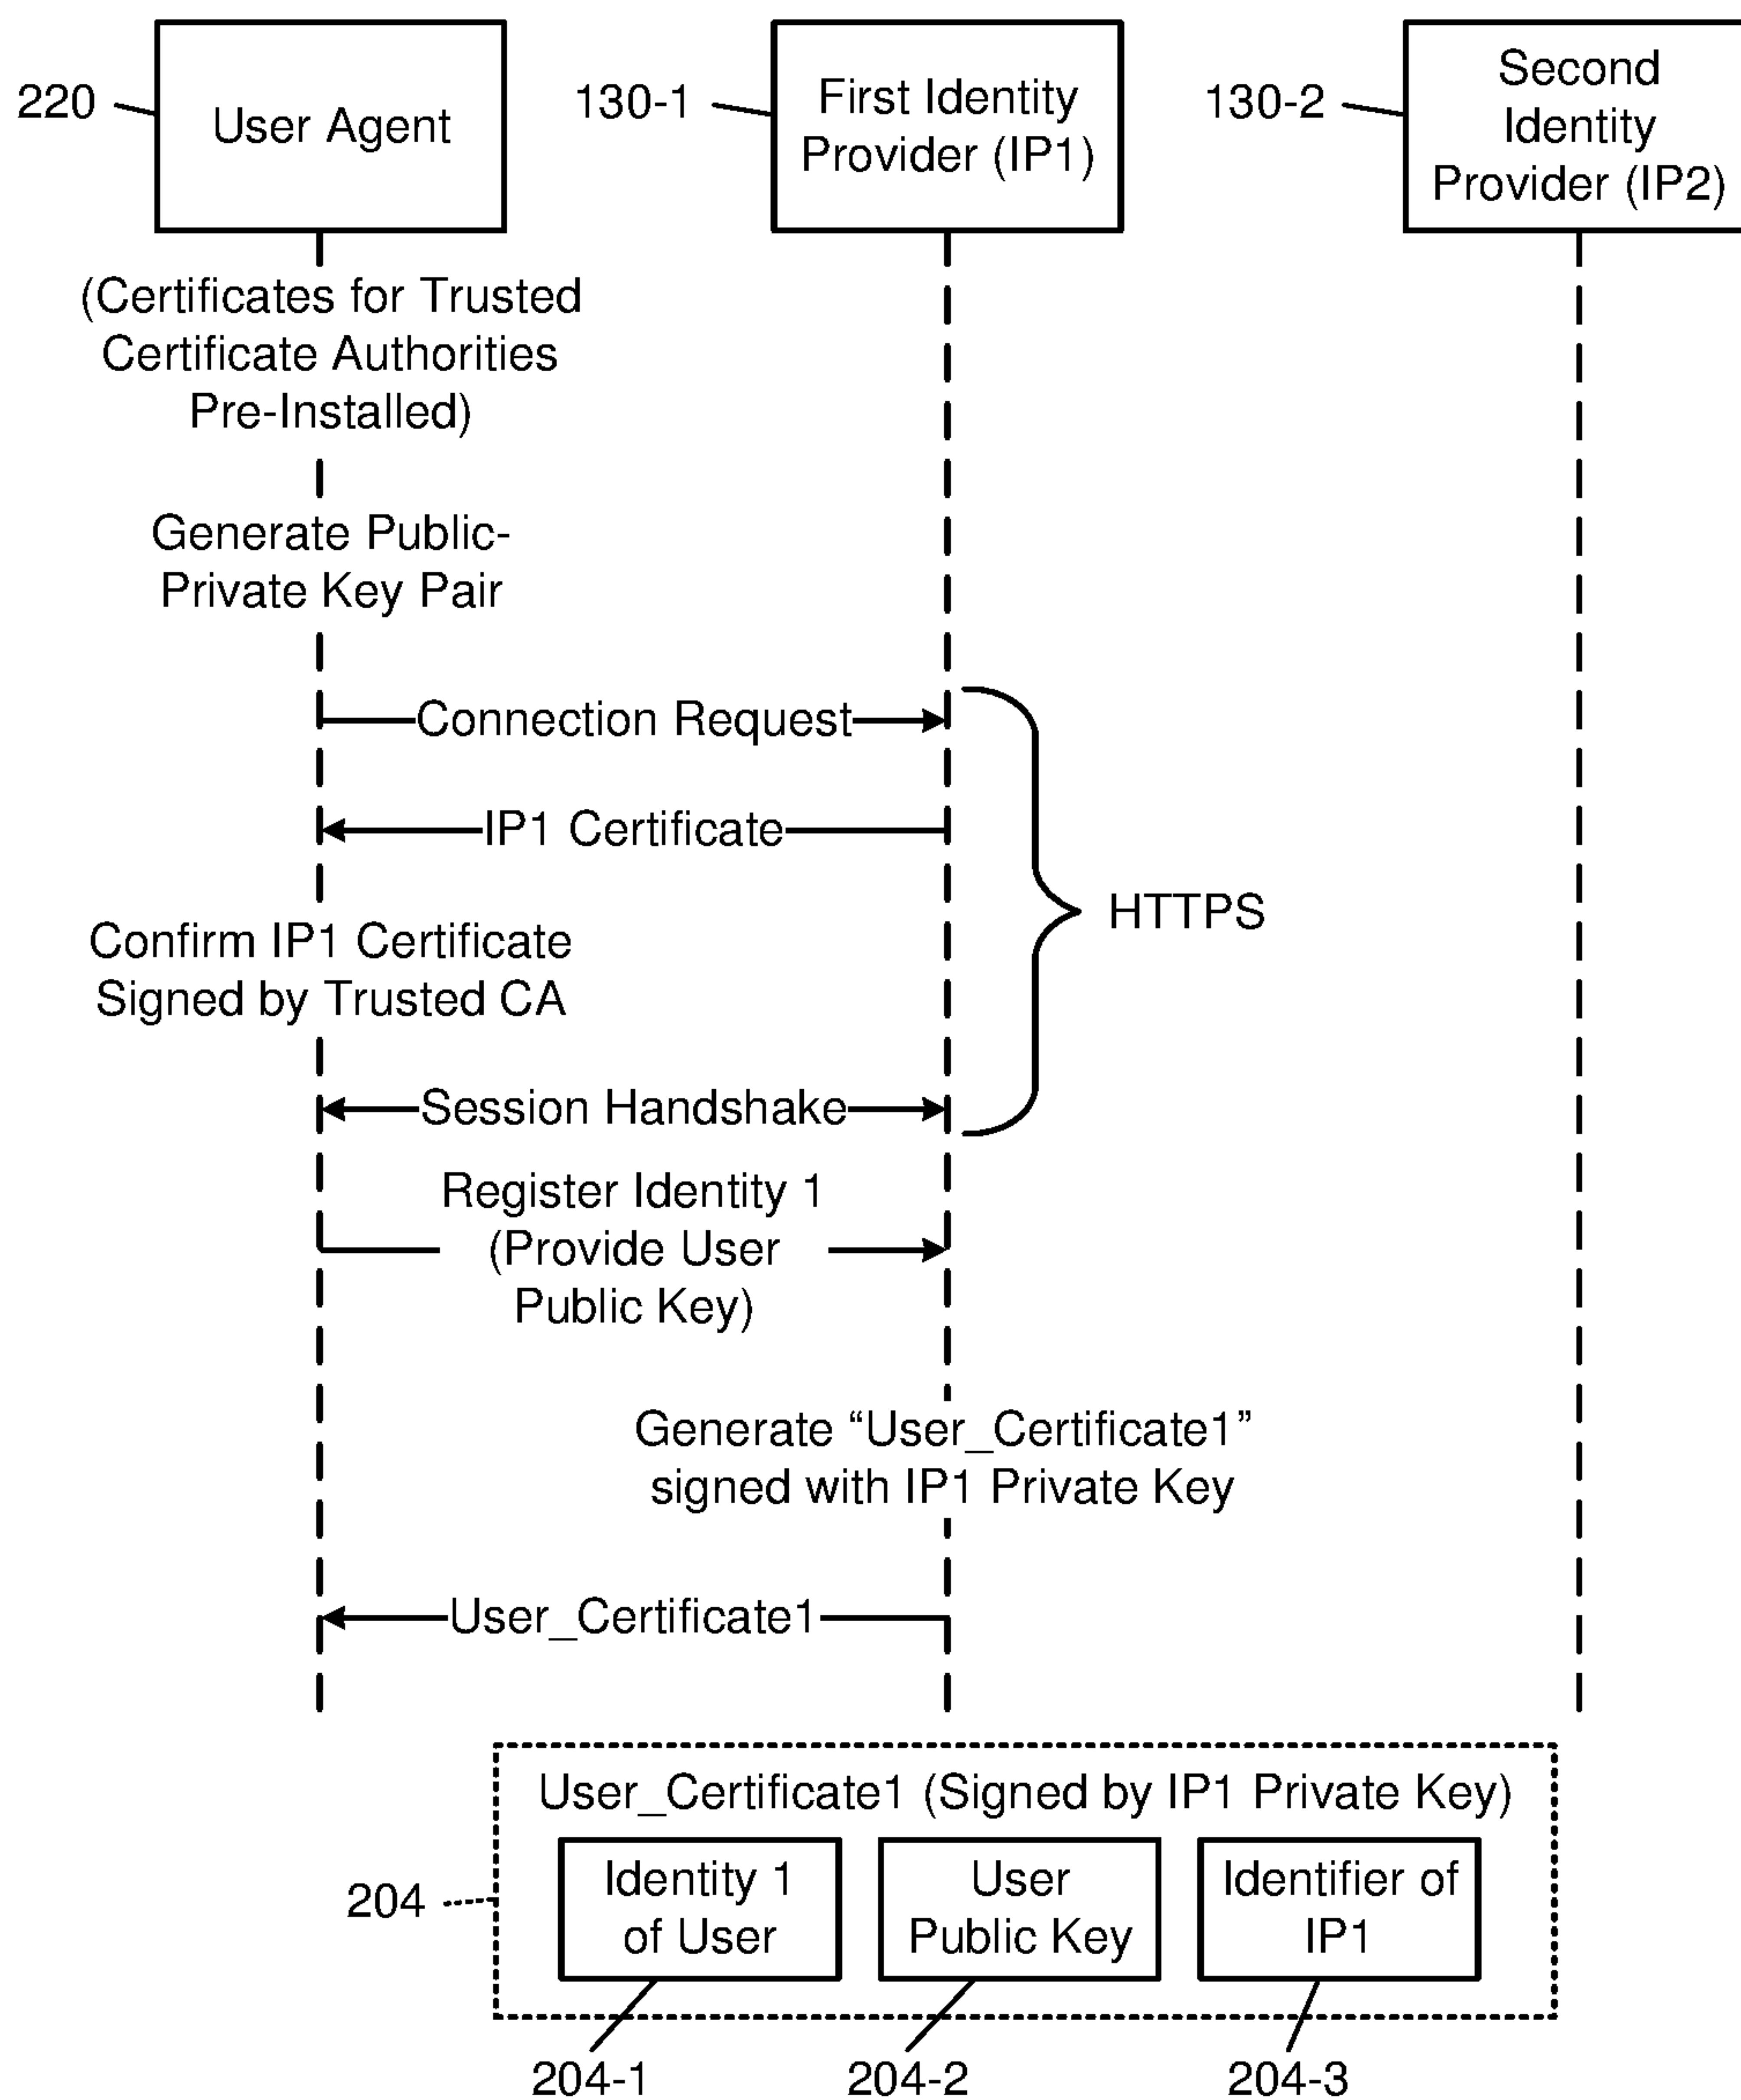 220
User Agent
130-1
First Identity
Provider (IP1)
130-2
Second
Identity
Provider (IP2)
(Certificates for Trusted
Certificate Authorities
Pre-Installed)
Generate Public-
Private Key Pair
Connection Request
IP1 Certificate
HTTPS
Confirm IP1 Certificate
Signed by Trusted CA
Session Handshake
Register Identity 1
(Provide User
Public Key)
Generate “User_Certificate1”
signed with IP1 Private Key
User_Certificate1
User_Certificate1 (Signed by IP1 Private Key)
204
Identity 1
of User
User
Public Key
Identifier of
IP1
204-1
204-2
204-3